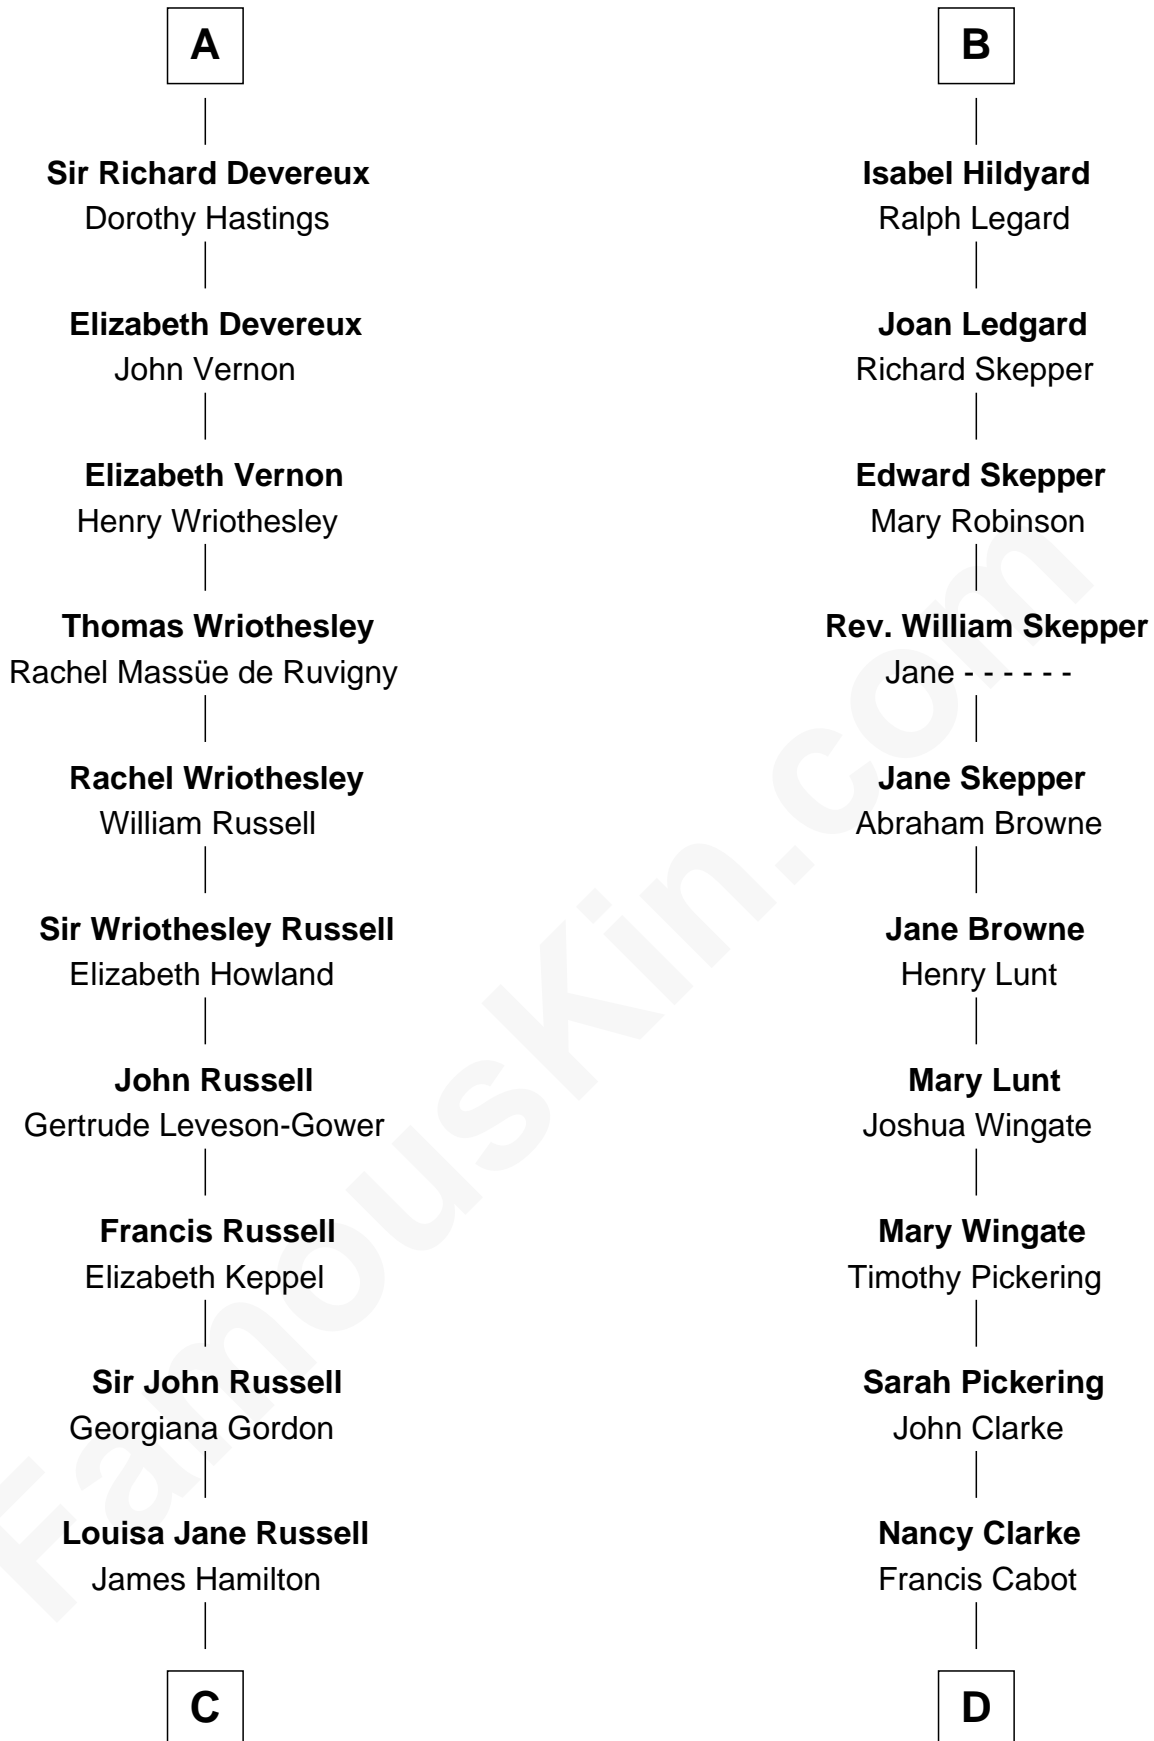 A
Sir Richard Devereux
Dorothy Hastings
Elizabeth Devereux
John Vernon
Elizabeth Vernon
Henry Wriothesley
Thomas Wriothesley
Rachel Massüe de Ruvigny
Rachel Wriothesley
William Russell
Sir Wriothesley Russell
Elizabeth Howland
John Russell
Gertrude Leveson-Gower
Francis Russell
Elizabeth Keppel
Sir John Russell
Georgiana Gordon
Louisa Jane Russell
James Hamilton
C
B
Isabel Hildyard
Ralph Legard
Joan Ledgard
Richard Skepper
Edward Skepper
Mary Robinson
Rev. William Skepper
Jane - - - - - -
Jane Skepper
Abraham Browne
Jane Browne
Henry Lunt
Mary Lunt
Joshua Wingate
Mary Wingate
Timothy Pickering
Sarah Pickering
John Clarke
Nancy Clarke
Francis Cabot
D
FamousKin.com